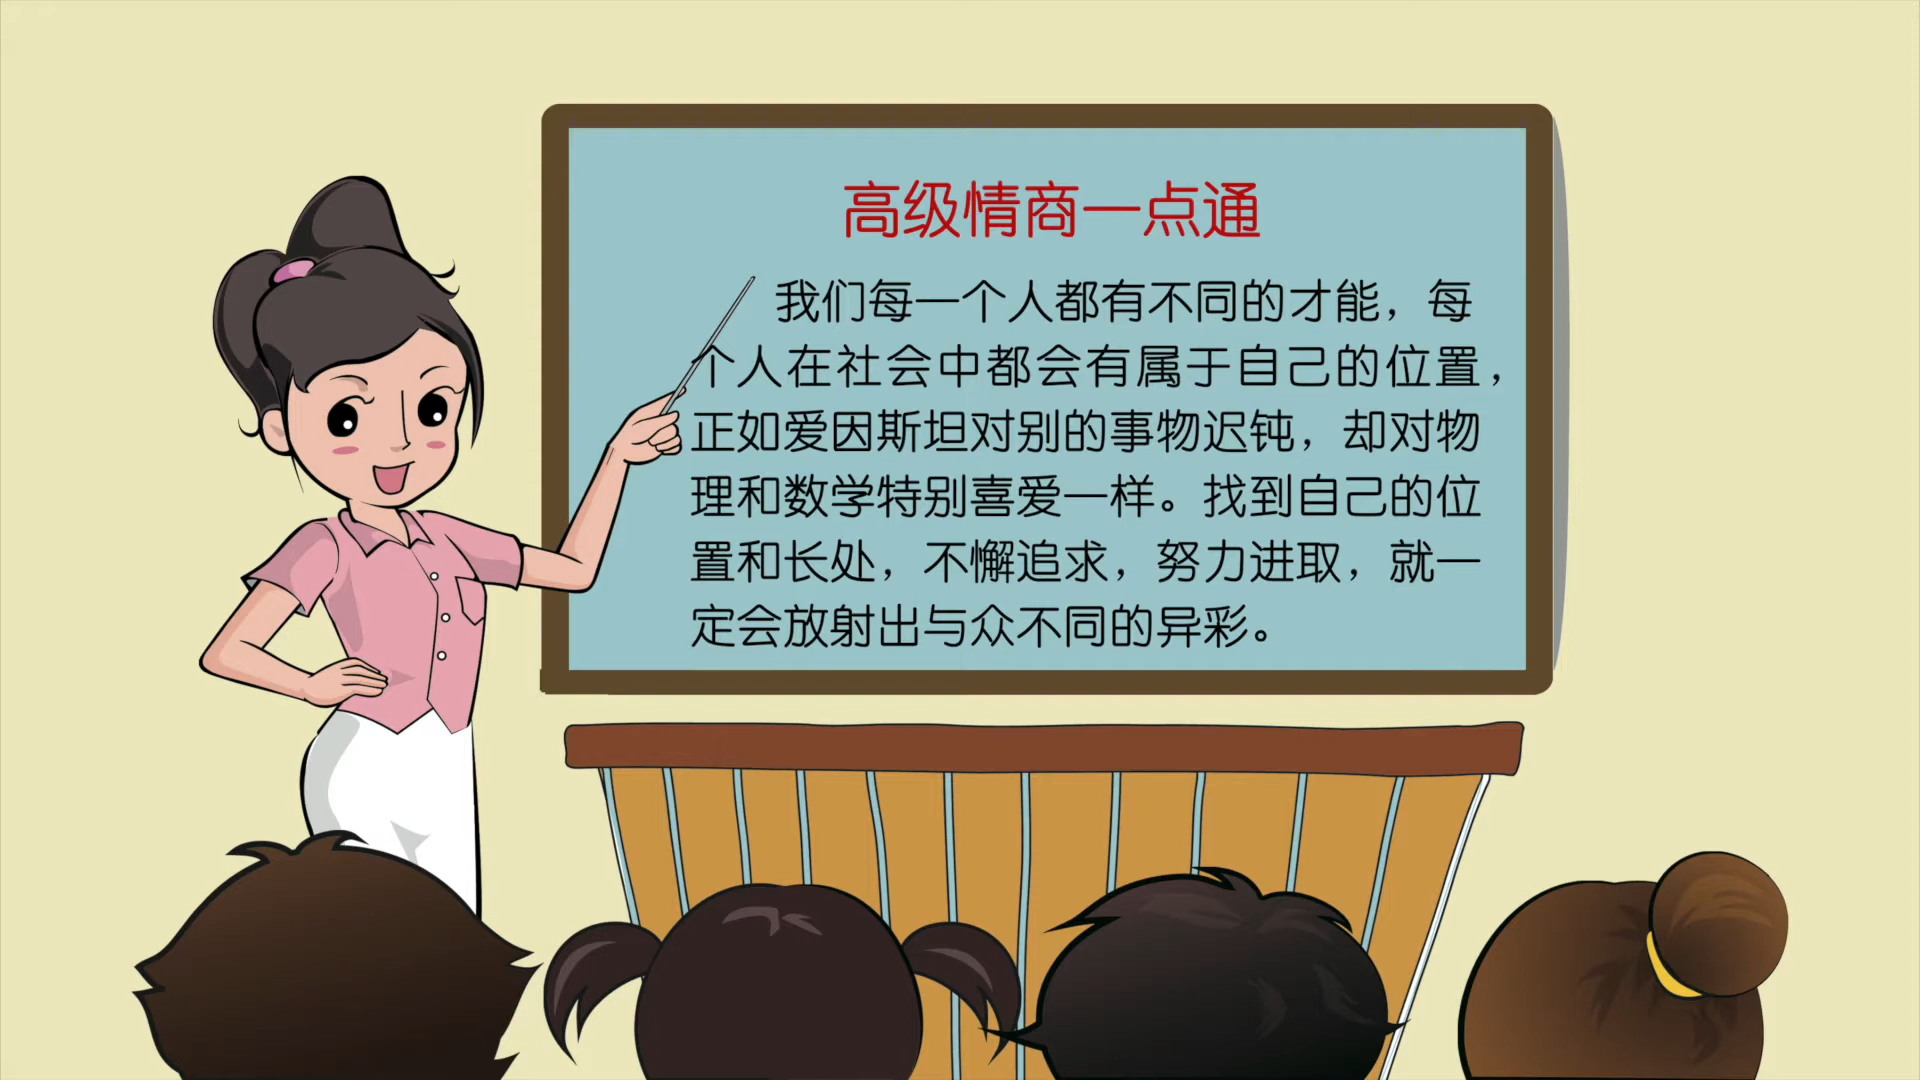 高级情商一点通
我们每一个人都有不同的才能，每
个人在社会中都会有属于自己的位置，
正如爱因斯坦对别的事物迟钝，却对物
理和数学特别喜爱一样。找到自己的位
置和长处，不懈追求，努力进取，就一
定会放射出与众不同的异彩。